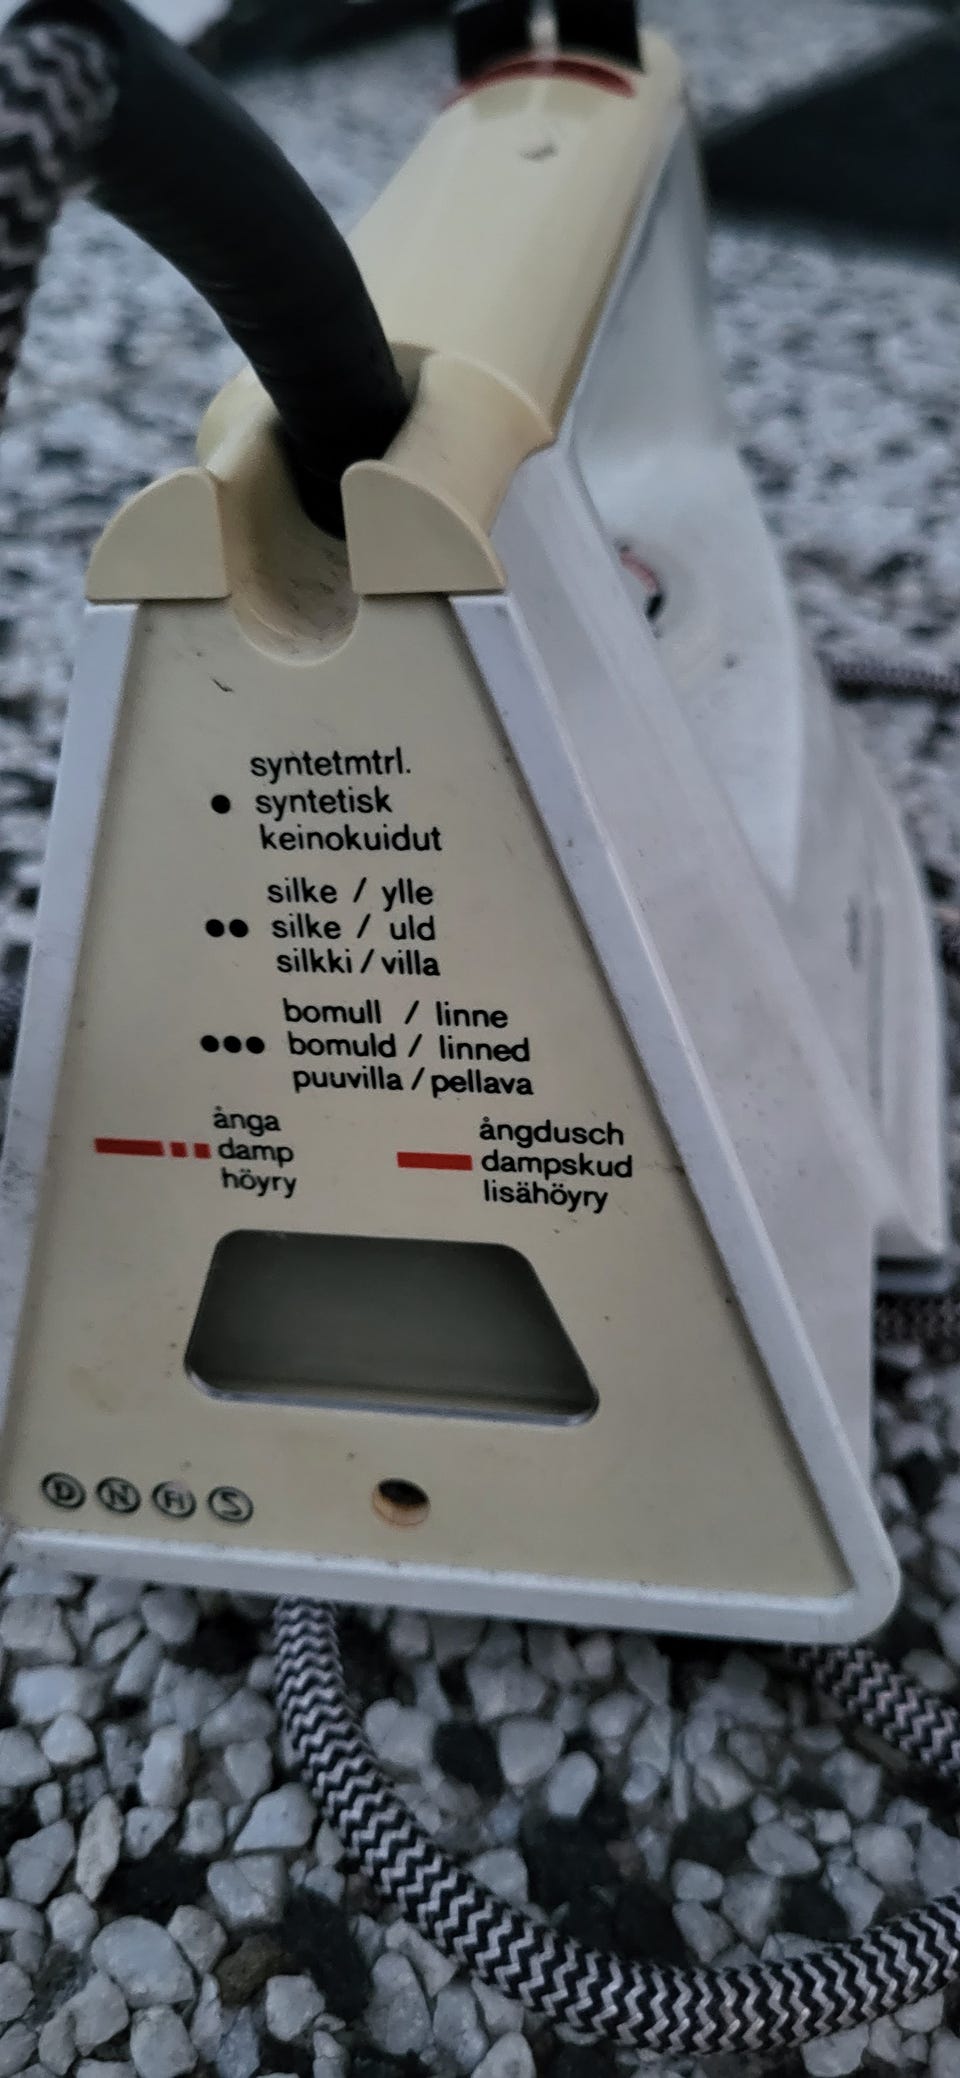 syntetmtrl.
● syntetisk
keinokuidut
silke / ylle
●● silke / uld
silkki / villa
bomull / linne
●●● bomuld / linned
puuvilla / pellava
ånga
damp
höyry
ångdusch
dampskud
lisähöyry
D N FI S